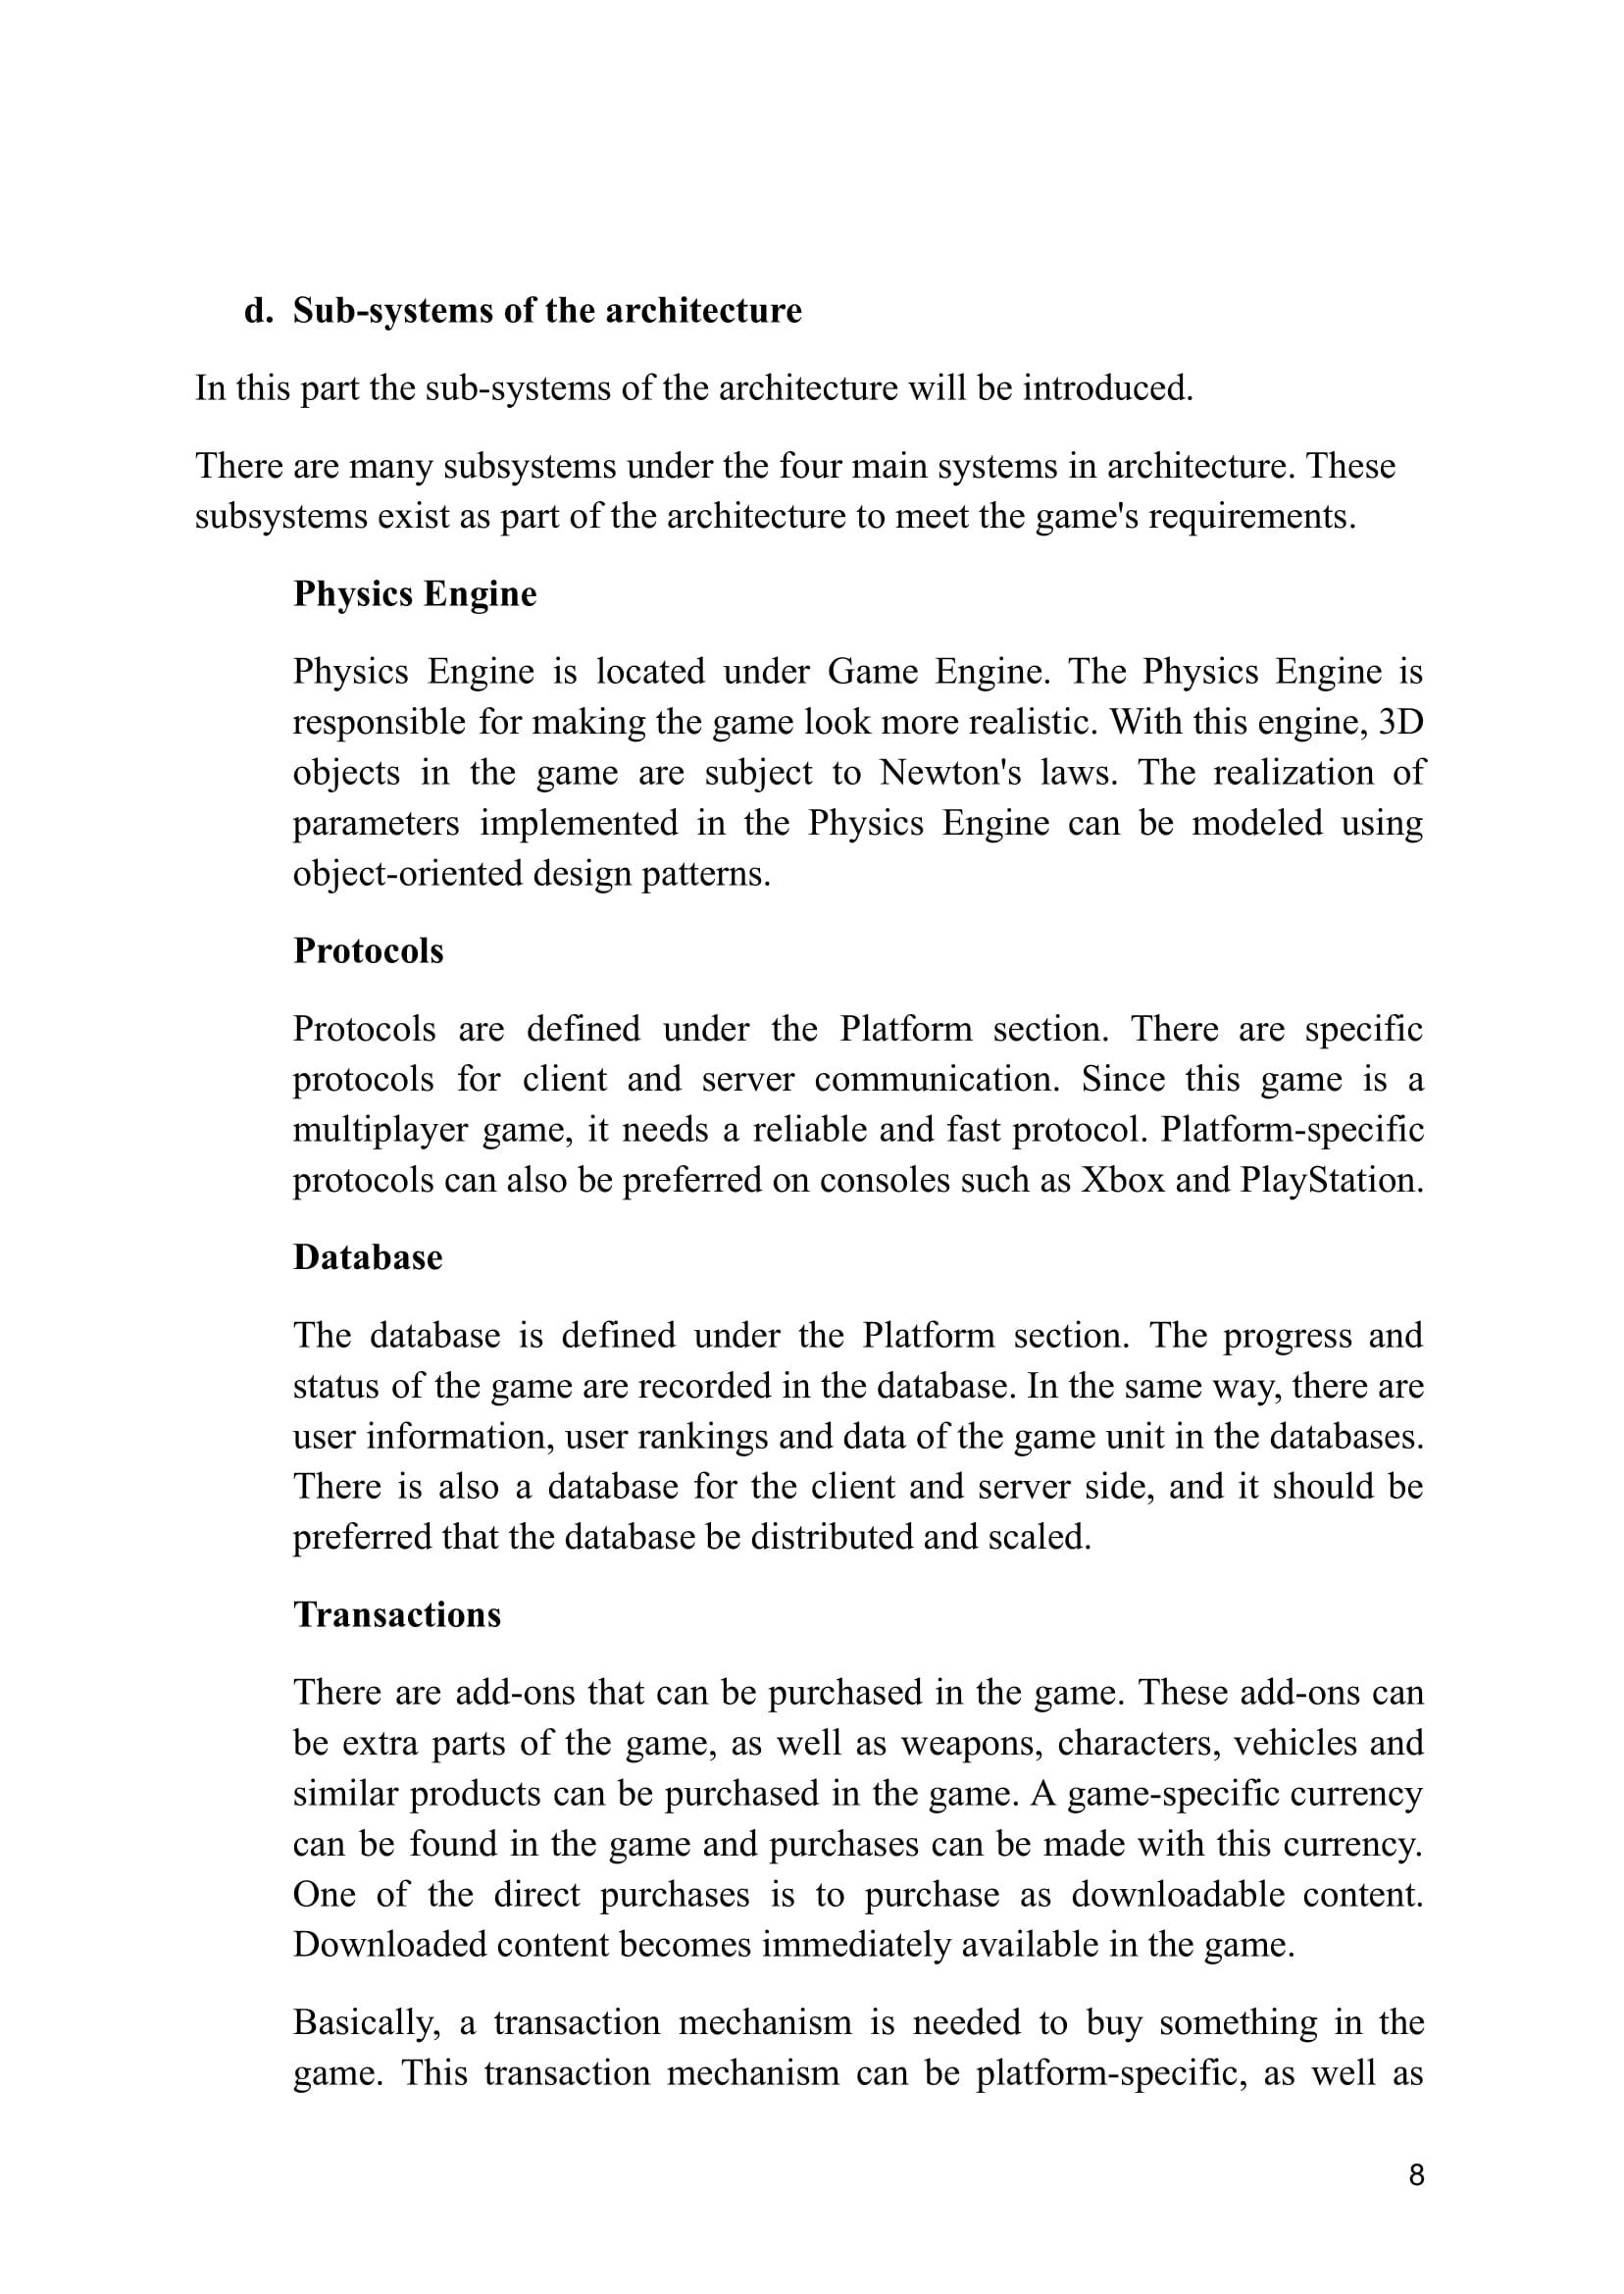 d. Sub-systems of the architecture
In this part the sub-systems of the architecture will be introduced.
There are many subsystems under the four main systems in architecture. These
subsystems exist as part of the architecture to meet the game's requirements.
Physics Engine
Physics Engine is located under Game Engine. The Physics Engine is
responsible for making the game look more realistic. With this engine, 3D
objects in the game are subject to Newton's laws. The realization of
parameters implemented in the Physics Engine can be modeled using
object-oriented design patterns.
Protocols
Protocols are defined under the Platform section. There are specific
protocols for client and server communication. Since this game is a
multiplayer game, it needs a reliable and fast protocol. Platform-specific
protocols can also be preferred on consoles such as Xbox and PlayStation.
Database
The database is defined under the Platform section. The progress and
status of the game are recorded in the database. In the same way, there are
user information, user rankings and data of the game unit in the databases.
There is also a database for the client and server side, and it should be
preferred that the database be distributed and scaled.
Transactions
There are add-ons that can be purchased in the game. These add-ons can
be extra parts of the game, as well as weapons, characters, vehicles and
similar products can be purchased in the game. A game-specific currency
can be found in the game and purchases can be made with this currency.
One of the direct purchases is to purchase as downloadable content.
Downloaded content becomes immediately available in the game.
Basically, a transaction mechanism is needed to buy something in the
game. This transaction mechanism can be platform-specific, as well as
8